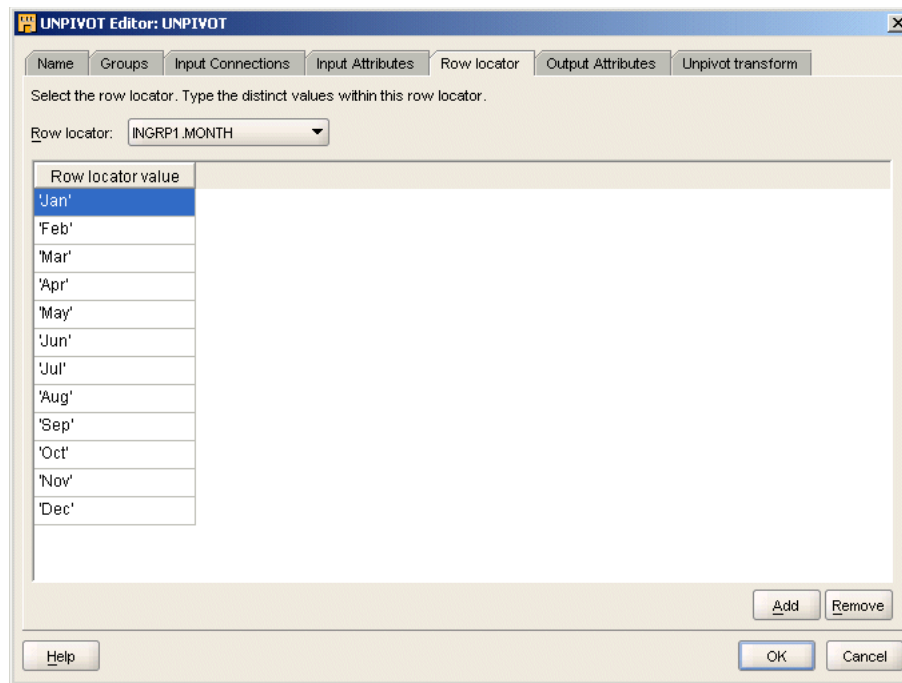 UNPIVOT Editor: UNPIVOT
Name Groups Input Connections Input Attributes Row locator Output Attributes Unpivot transform
Select the row locator. Type the distinct values within this row locator.
Row locator: INGRP1.MONTH
Row locator value
'Jan'
'Feb'
'Mar'
'Apr'
'May'
'Jun'
'Jul'
'Aug'
'Sep'
'Oct'
'Nov'
'Dec'
Add Remove
Help OK Cancel